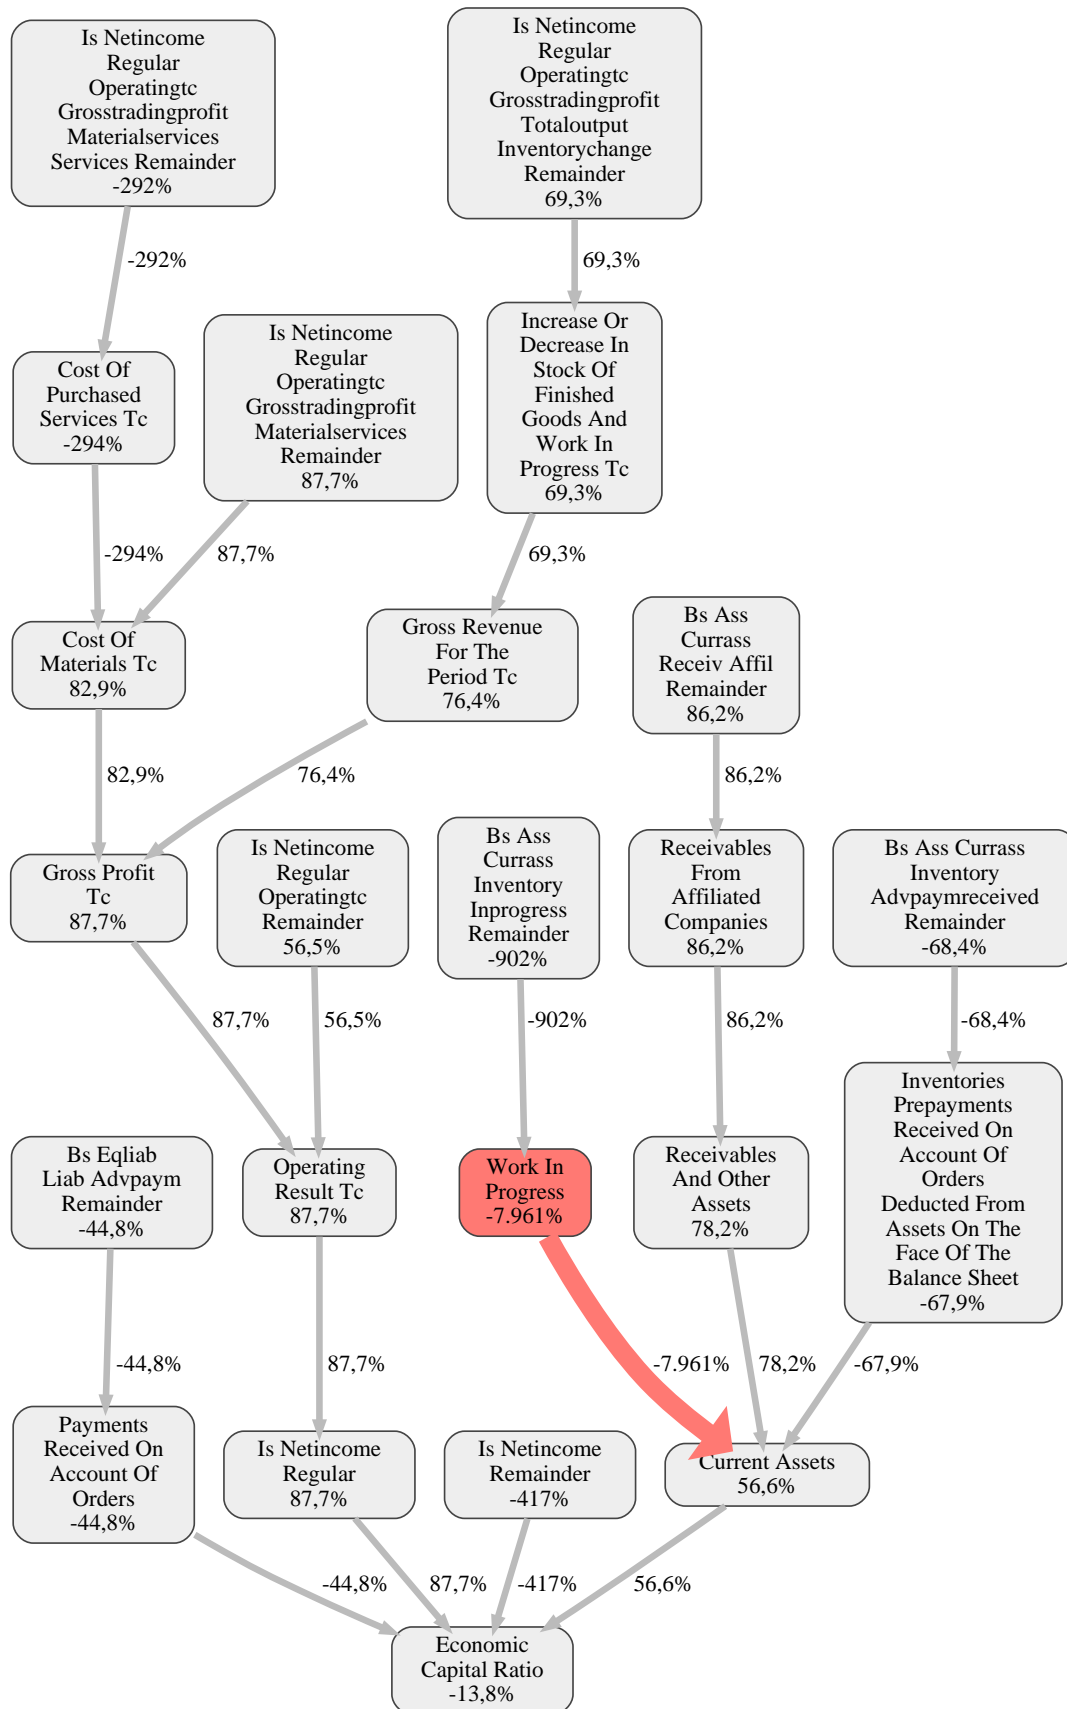 Is Netincome
Regular
Operatingtc
Grosstradingprofit
Materialservices
Services Remainder
-292%
Is Netincome
Regular
Operatingtc
Grosstradingprofit
Totaloutput
Inventorychange
Remainder
69,3%
-292%
69,3%
Cost Of
Purchased
Services Tc
-294%
Is Netincome
Regular
Operatingtc
Grosstradingprofit
Materialservices
Remainder
87,7%
Increase Or
Decrease In
Stock Of
Finished
Goods And
Work In
Progress Tc
69,3%
-294%
87,7%
69,3%
Cost Of
Materials Tc
82,9%
Gross Revenue
For The
Period Tc
76,4%
Bs Ass
Currass
Receiv Affil
Remainder
86,2%
82,9%
76,4%
86,2%
Gross Profit
Tc
87,7%
Is Netincome
Regular
Operatingtc
Remainder
56,5%
Bs Ass
Currass
Inventory
Inprogress
Remainder
-902%
Receivables
From
Affiliated
Companies
86,2%
Bs Ass Currass
Inventory
Advpaymreceived
Remainder
-68,4%
87,7%
56,5%
-902%
86,2%
-68,4%
Bs Eqliab
Liab Advpaym
Remainder
-44,8%
Operating
Result Tc
87,7%
Work In
Progress
-7.961%
Receivables
And Other
Assets
78,2%
Inventories
Prepayments
Received On
Account Of
Orders
Deducted From
Assets On The
Face Of The
Balance Sheet
-67,9%
-44,8%
87,7%
-7.961%
78,2%
-67,9%
Payments
Received On
Account Of
Orders
-44,8%
Is Netincome
Regular
87,7%
Is Netincome
Remainder
-417%
Current Assets
56,6%
-44,8%
87,7%
-417%
56,6%
Economic
Capital Ratio
-13,8%